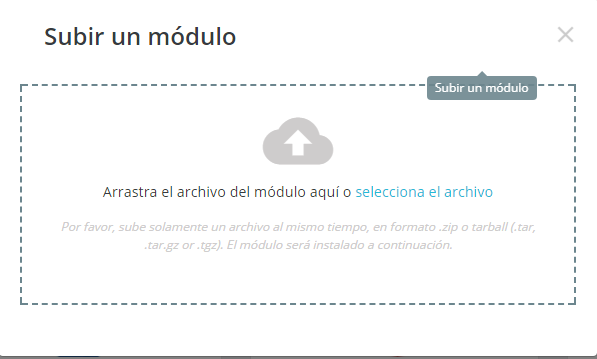 Subir un módulo
Subir un módulo
Arrastra el archivo del módulo aquí o selecciona el archivo
Por favor, sube solamente un archivo al mismo tiempo, en formato .zip o tarball (.tar,
.tar.gz or .tgz). El módulo será instalado a continuación.